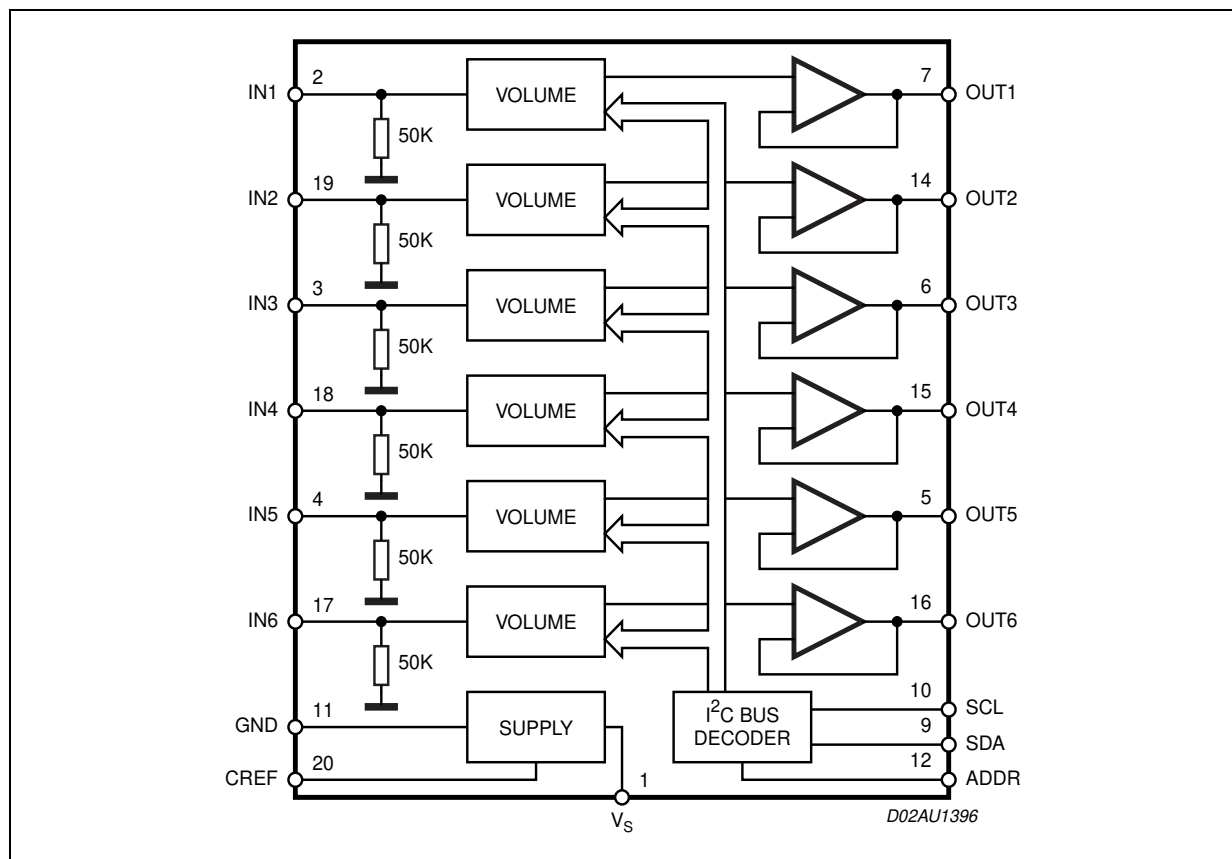 2 7
IN1 VOLUME OUT1
50K
19 14
IN2 VOLUME OUT2
50K
3 6
IN3 VOLUME OUT3
50K
18 15
IN4 VOLUME OUT4
50K
4 5
IN5 VOLUME OUT5
50K
17 16
IN6 VOLUME OUT6
50K
10
SCL
11
GND SUPPLY
I²C BUS
DECODER
9
SDA
20 12
CREF ADDR
1
VS
D02AU1396